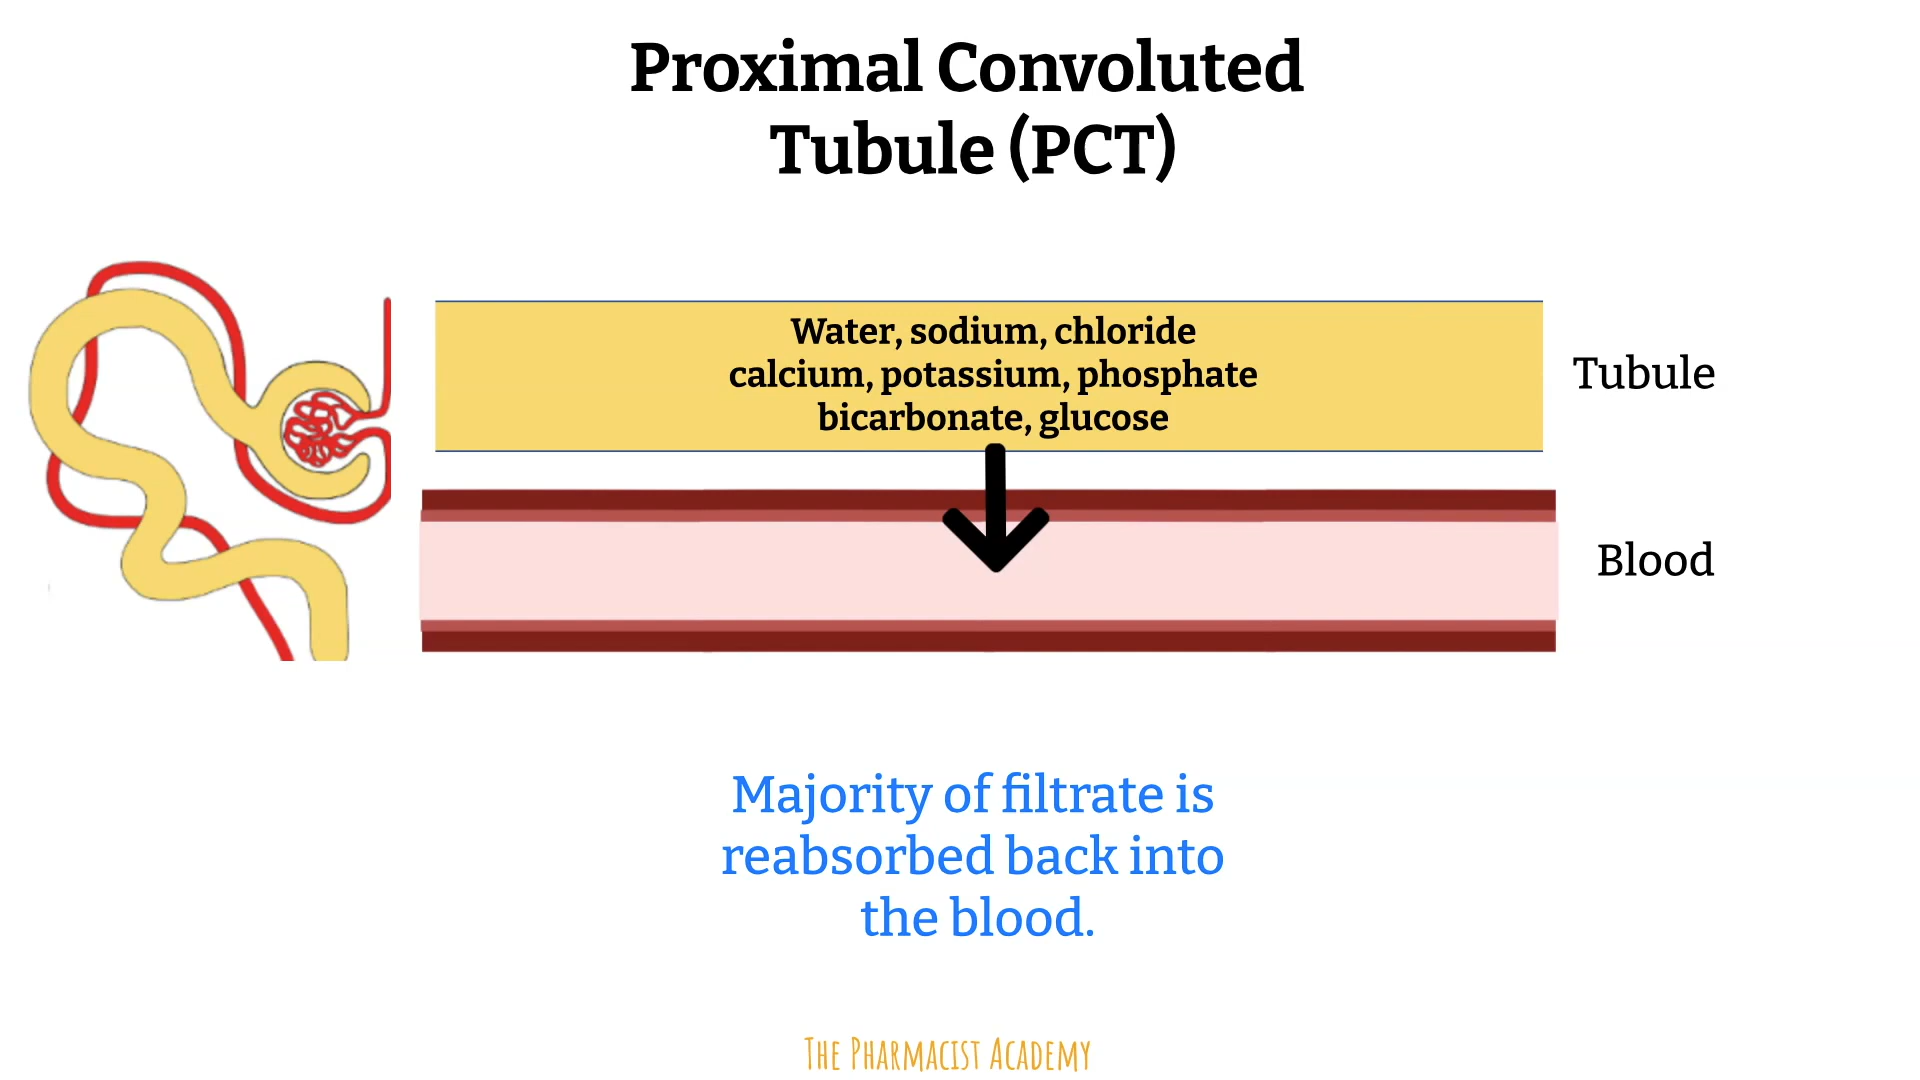 Proximal Convoluted
Tubule (PCT)
Water, sodium, chloride
calcium, potassium, phosphate
bicarbonate, glucose
Tubule
Blood
Majority of filtrate is
reabsorbed back into
the blood.
The Pharmacist Academy